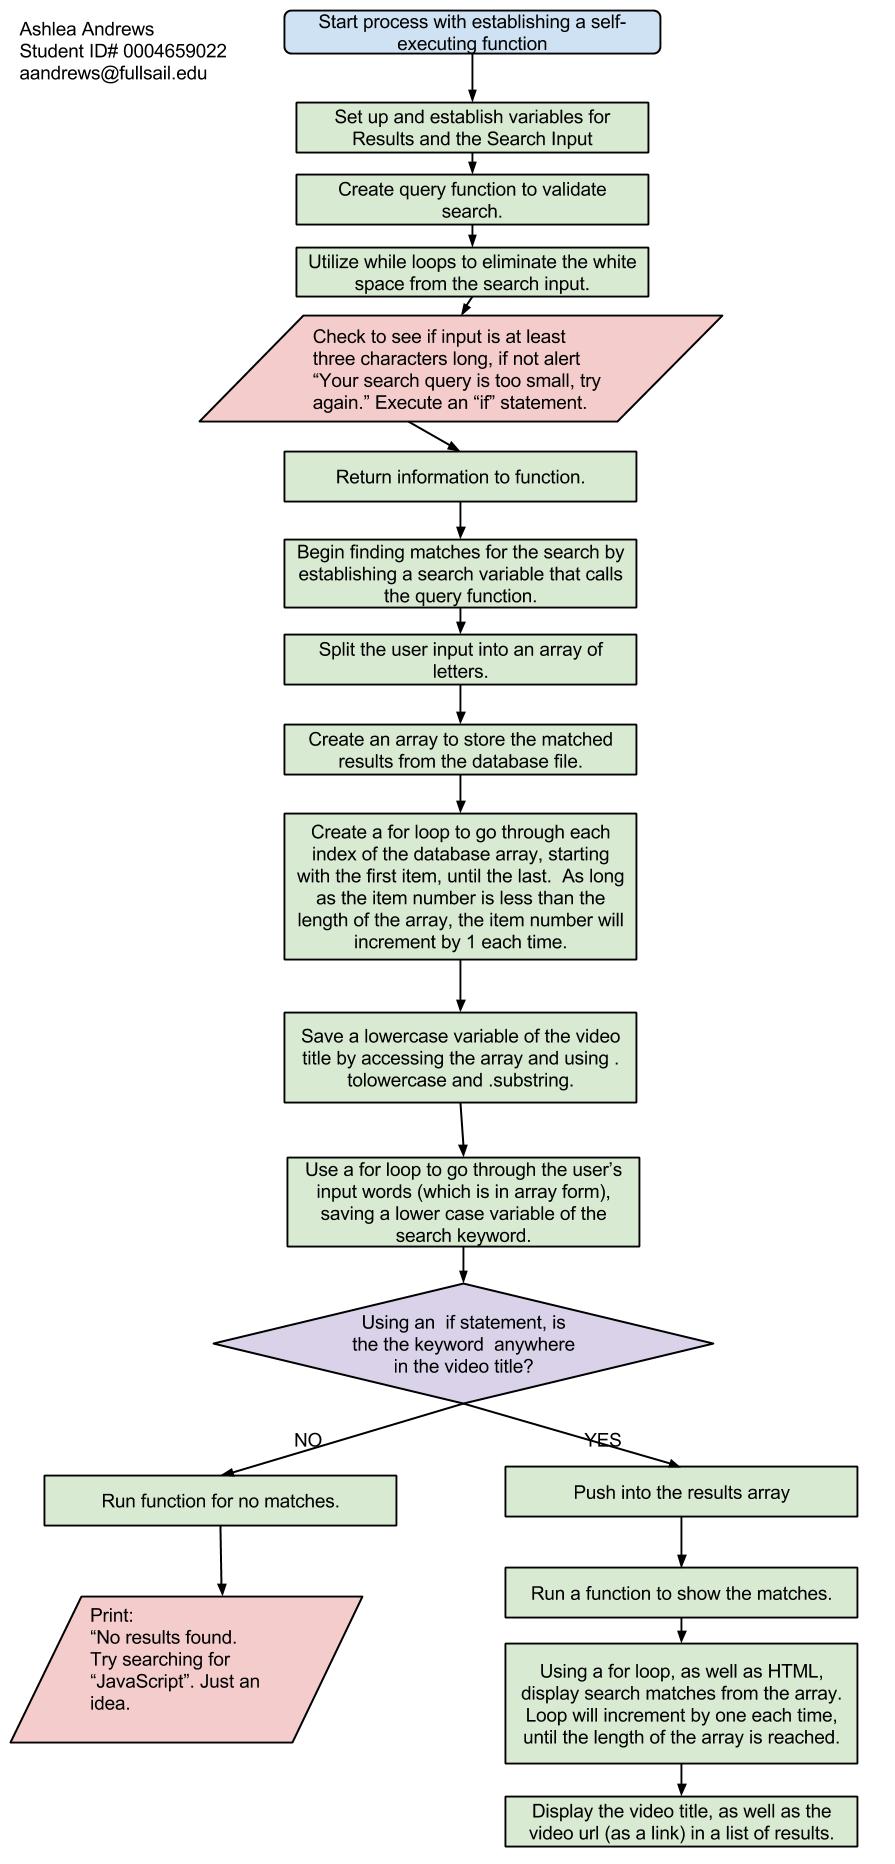 Ashlea Andrews
Student ID# 0004659022
aandrews@fullsail.edu
Start process with establishing a self-
executing function
Set up and establish variables for
Results and the Search Input
Create query function to validate
search.
Utilize while loops to eliminate the white
space from the search input.
Check to see if input is at least
three characters long, if not alert
“Your search query is too small, try
again.” Execute an “if” statement.
Return information to function.
Begin finding matches for the search by
establishing a search variable that calls
the query function.
Split the user input into an array of
letters.
Create an array to store the matched
results from the database file.
Create a for loop to go through each
index of the database array, starting
with the first item, until the last.  As long
as the item number is less than the
length of the array, the item number will
increment by 1 each time.
Save a lowercase variable of the video
title by accessing the array and using .
tolowercase and .substring.
Use a for loop to go through the user’s
input words (which is in array form),
saving a lower case variable of the
search keyword.
Using an  if statement, is
the the keyword  anywhere
in the video title?
NO
YES
Run function for no matches.
Print:
“No results found.
Try searching for
“JavaScript”. Just an
idea.
Push into the results array
Run a function to show the matches.
Using a for loop, as well as HTML,
display search matches from the array.
Loop will increment by one each time,
until the length of the array is reached.
Display the video title, as well as the
video url (as a link) in a list of results.